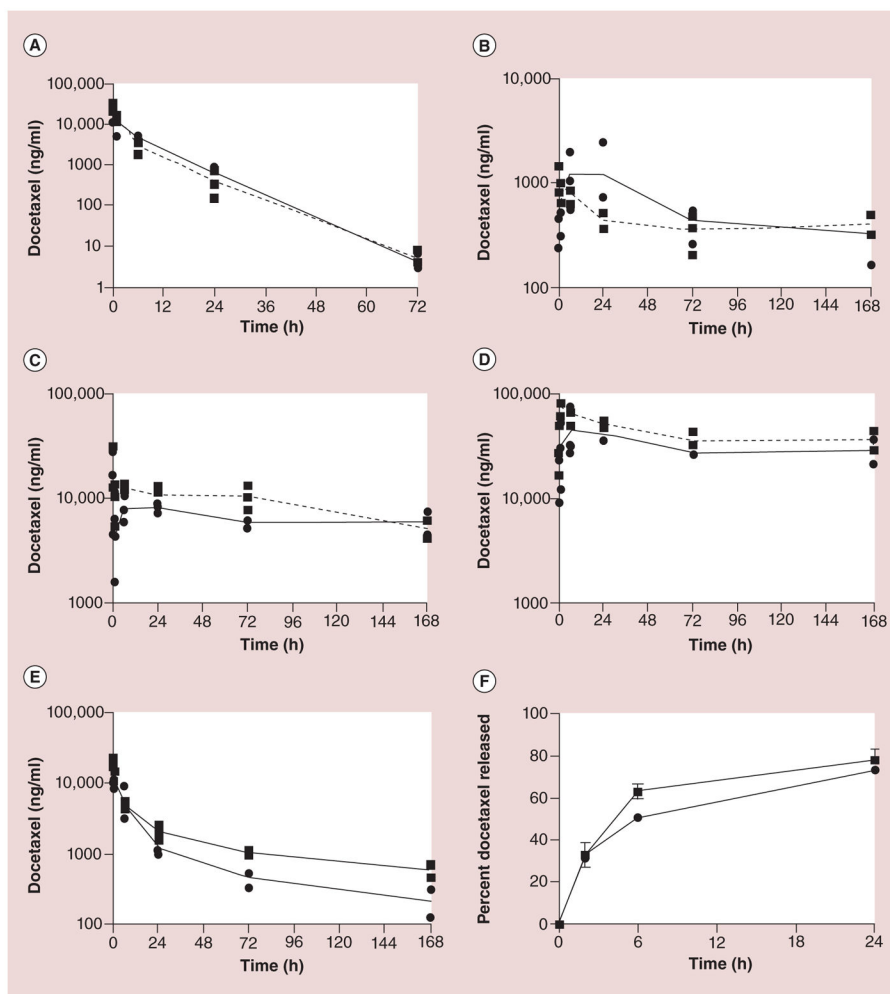 A
Docetaxel (ng/ml)
100,000
10,000
1000
100
10
1
0 12 24 36 48 60 72
Time (h)
B
Docetaxel (ng/ml)
10,000
1000
100
0 24 48 72 96 120 144 168
Time (h)
C
Docetaxel (ng/ml)
100,000
10,000
1000
0 24 48 72 96 120 144 168
Time (h)
D
Docetaxel (ng/ml)
100,000
10,000
1000
0 24 48 72 96 120 144 168
Time (h)
E
Docetaxel (ng/ml)
100,000
10,000
1000
100
0 24 48 72 96 120 144 168
Time (h)
F
Percent docetaxel released
100
80
60
40
20
0
0 6 12 18 24
Time (h)